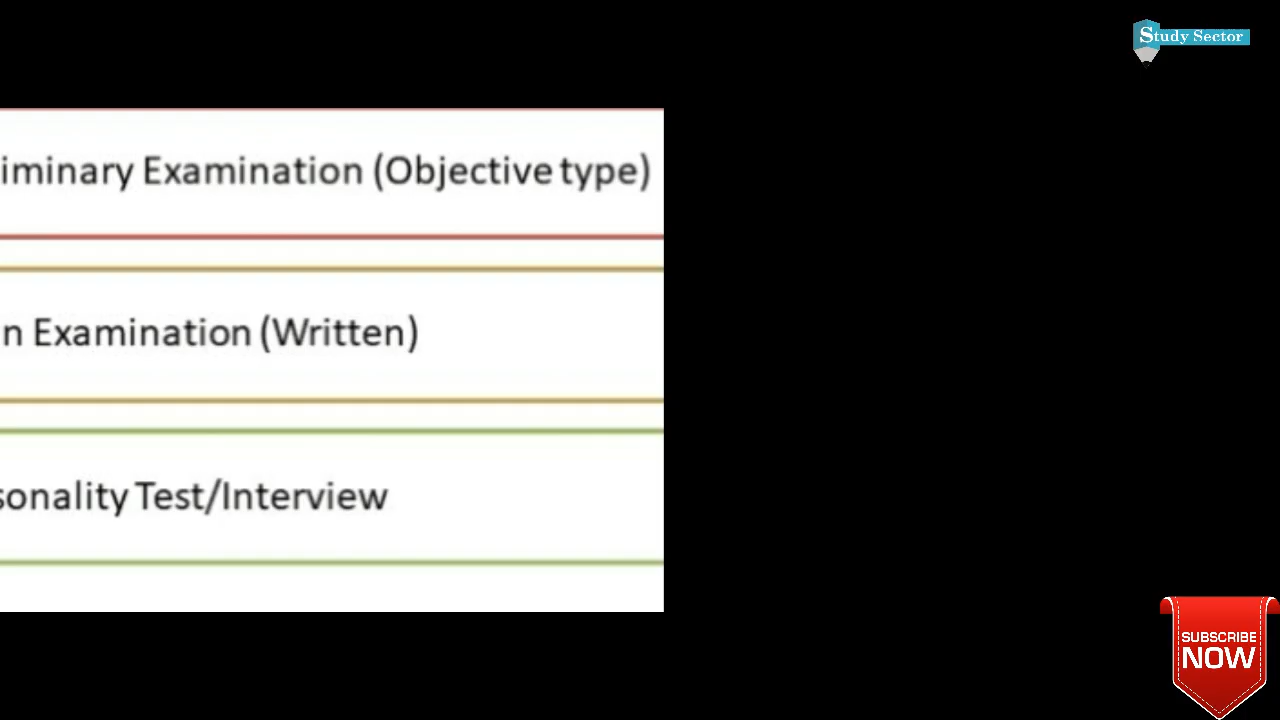 Study Sector
iminary Examination (Objective type)
n Examination (Written)
sonality Test/Interview
SUBSCRIBE
NOW